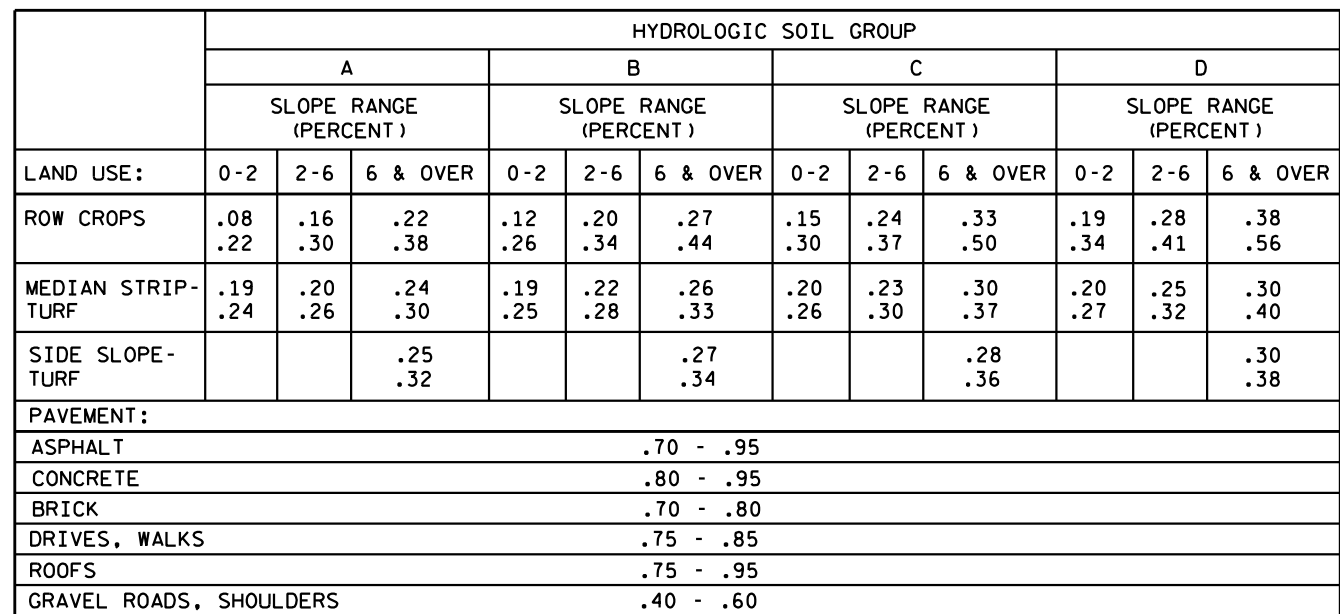 HYDROLOGIC SOIL GROUP
A B C D
SLOPE RANGE (PERCENT) SLOPE RANGE (PERCENT) SLOPE RANGE (PERCENT) SLOPE RANGE (PERCENT)
LAND USE: 0-2 2-6 6 & OVER 0-2 2-6 6 & OVER 0-2 2-6 6 & OVER 0-2 2-6 6 & OVER
ROW CROPS .08 .16 .22 .12 .20 .27 .15 .24 .33 .19 .28 .38
.22 .30 .38 .26 .34 .44 .30 .37 .50 .34 .41 .56
MEDIAN STRIP- .19 .20 .24 .19 .22 .26 .20 .23 .30 .20 .25 .30
TURF .24 .26 .30 .25 .28 .33 .26 .30 .37 .27 .32 .40
SIDE SLOPE- .25 .27 .28 .30
TURF .32 .34 .36 .38
PAVEMENT:
ASPHALT .70 - .95
CONCRETE .80 - .95
BRICK .70 - .80
DRIVES, WALKS .75 - .85
ROOFS .75 - .95
GRAVEL ROADS, SHOULDERS .40 - .60